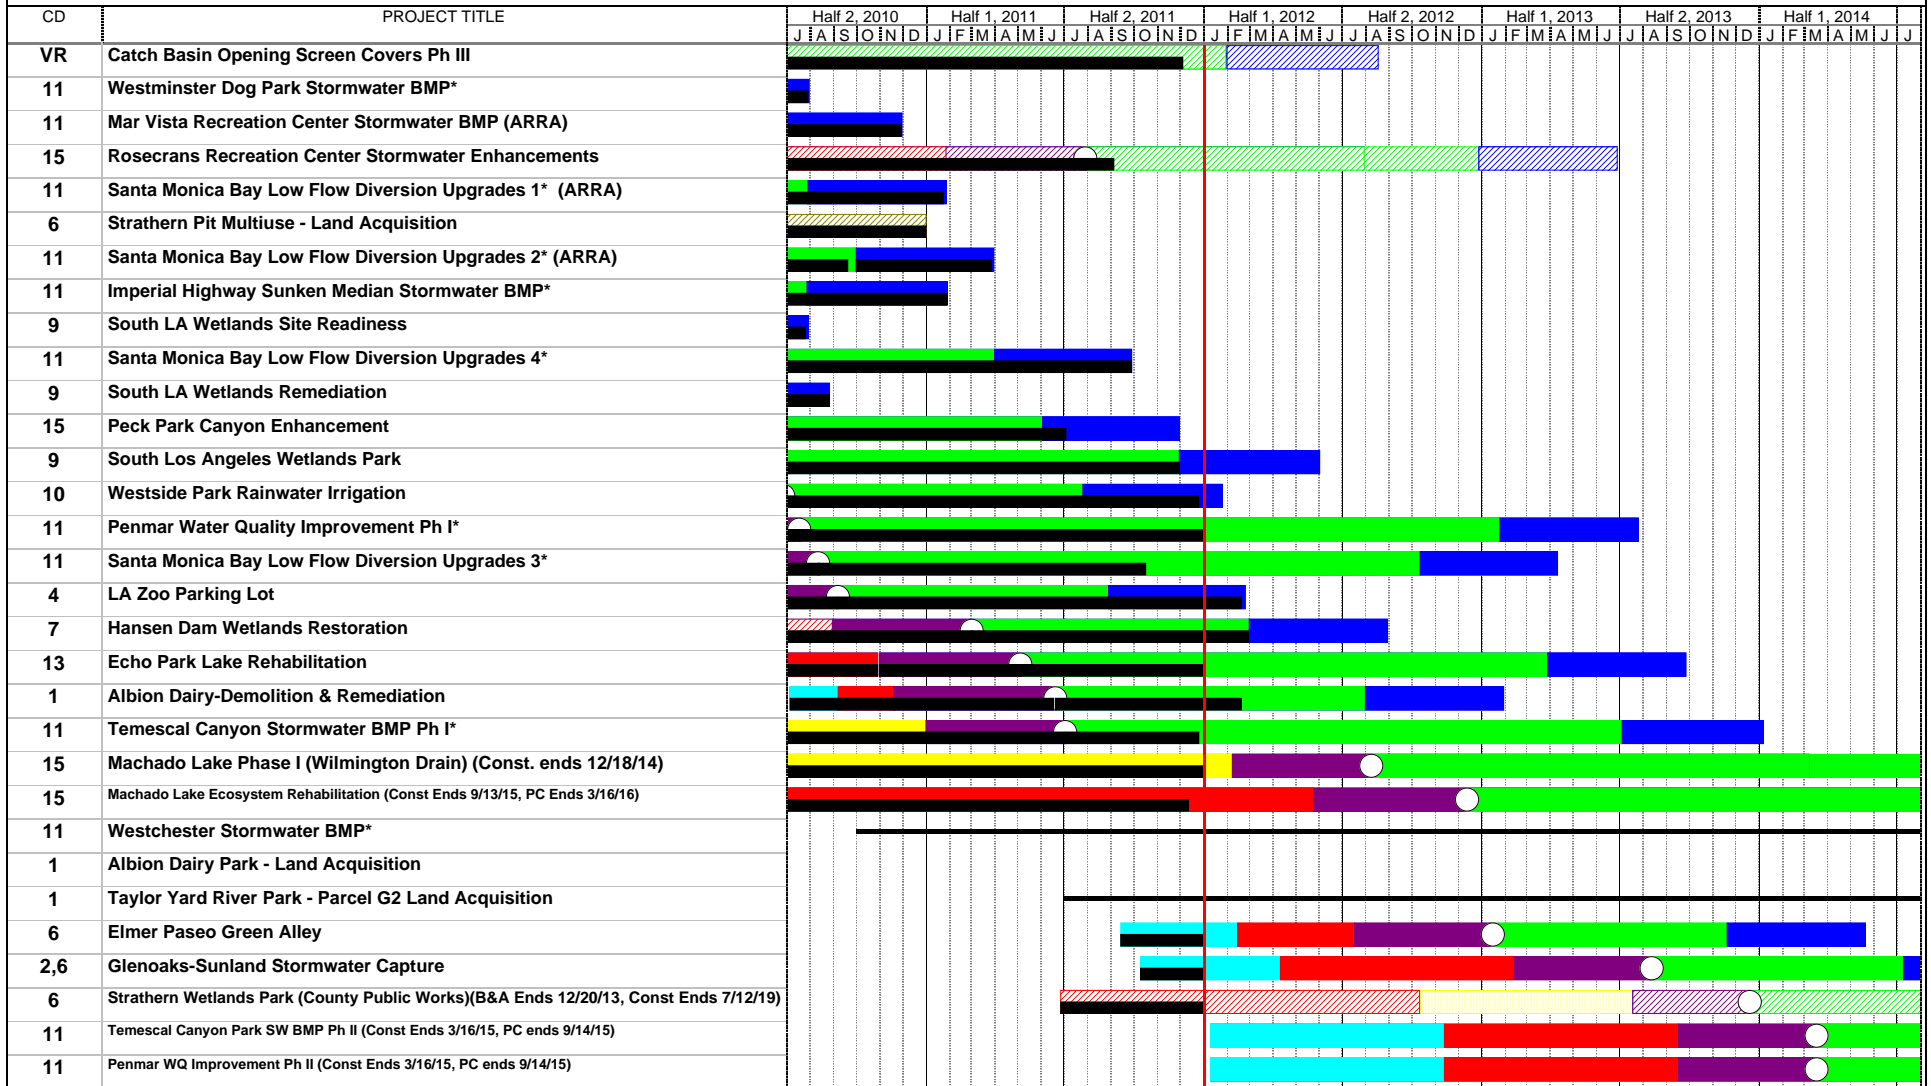 CD PROJECT TITLE Half 2, 2010 Half 1, 2011 Half 2, 2011 Half 1, 2012 Half 2, 2012 Half 1, 2013 Half 2, 2013 Half 1, 2014
J A S O N D J F M A M J J A S O N D J F M A M J J A S O N D J F M A M J J A S O N D J F M A M J J
VR Catch Basin Opening Screen Covers Ph III
11 Westminster Dog Park Stormwater BMP*
11 Mar Vista Recreation Center Stormwater BMP (ARRA)
15 Rosecrans Recreation Center Stormwater Enhancements
11 Santa Monica Bay Low Flow Diversion Upgrades 1* (ARRA)
6 Strathern Pit Multiuse - Land Acquisition
11 Santa Monica Bay Low Flow Diversion Upgrades 2* (ARRA)
11 Imperial Highway Sunken Median Stormwater BMP*
9 South LA Wetlands Site Readiness
11 Santa Monica Bay Low Flow Diversion Upgrades 4*
9 South LA Wetlands Remediation
15 Peck Park Canyon Enhancement
9 South Los Angeles Wetlands Park
10 Westside Park Rainwater Irrigation
11 Penmar Water Quality Improvement Ph I*
11 Santa Monica Bay Low Flow Diversion Upgrades 3*
4 LA Zoo Parking Lot
7 Hansen Dam Wetlands Restoration
13 Echo Park Lake Rehabilitation
1 Albion Dairy-Demolition & Remediation
11 Temescal Canyon Stormwater BMP Ph I*
15 Machado Lake Phase I (Wilmington Drain) (Const. ends 12/18/14)
15 Machado Lake Ecosystem Rehabilitation (Const Ends 9/13/15, PC Ends 3/16/16)
11 Westchester Stormwater BMP*
1 Albion Dairy Park - Land Acquisition
1 Taylor Yard River Park - Parcel G2 Land Acquisition
6 Elmer Paseo Green Alley
2,6 Glenoaks-Sunland Stormwater Capture
6 Strathern Wetlands Park (County Public Works)(B&A Ends 12/20/13, Const Ends 7/12/19)
11 Temescal Canyon Park SW BMP Ph II (Const Ends 3/16/15, PC ends 9/14/15)
11 Penmar WQ Improvement Ph II (Const Ends 3/16/15, PC ends 9/14/15)